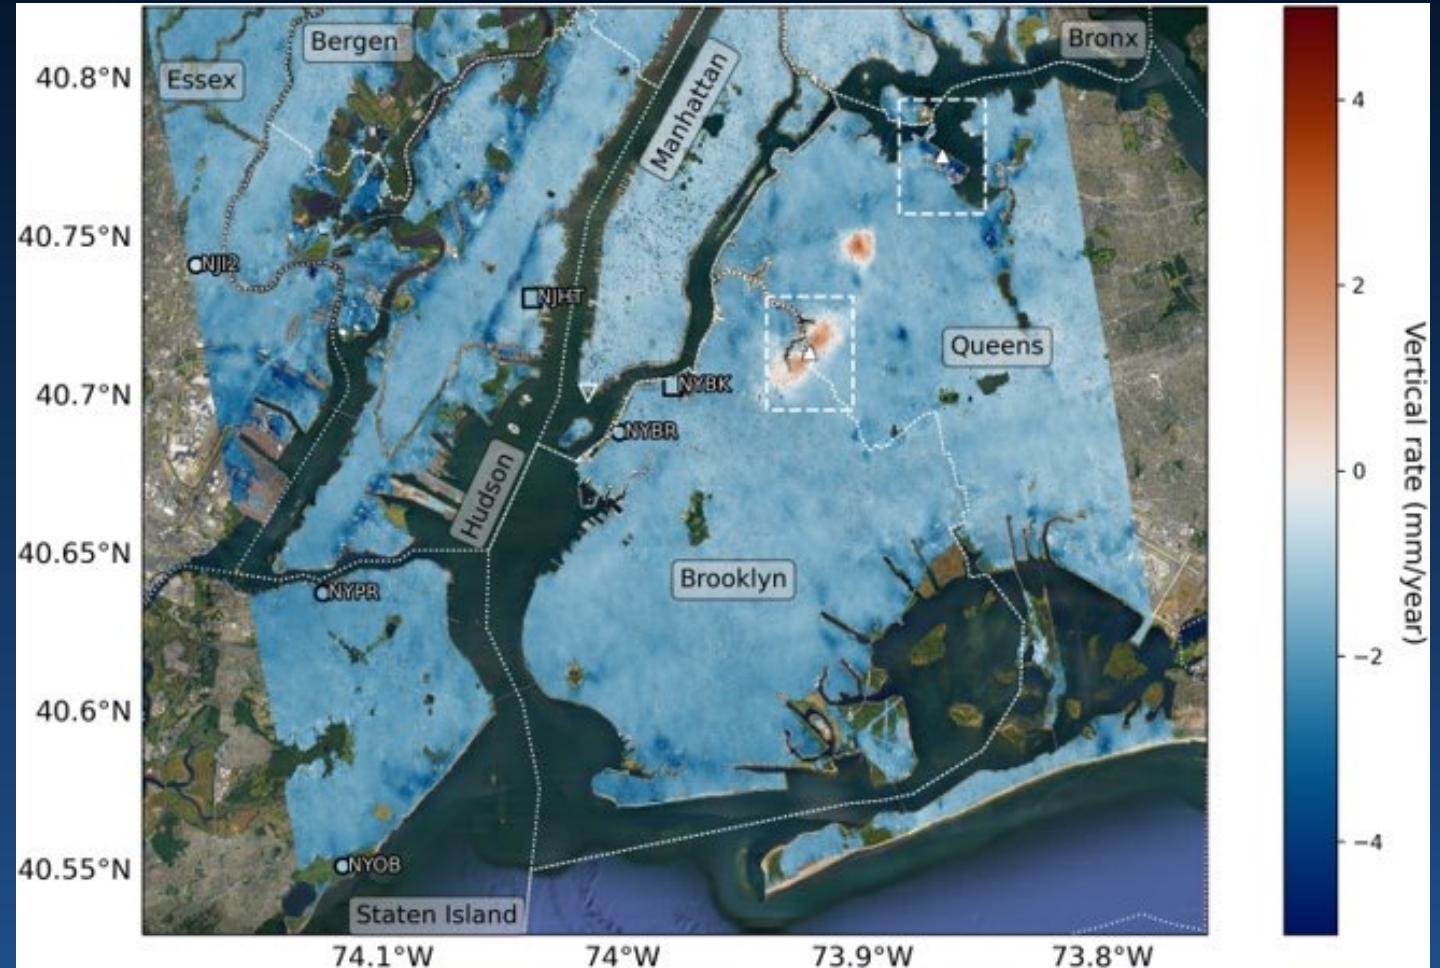 Bergen
Bronx
Essex
40.8°N
Manhattan
4
40.75°N
NJI2
NJHT
2
Queens
40.7°N
NYBK
NYBR
0
Hudson
40.65°N
Brooklyn
NYPR
−2
40.6°N
−4
40.55°N
NYOB
Staten Island
74.1°W 74°W 73.9°W 73.8°W
Vertical rate (mm/year)